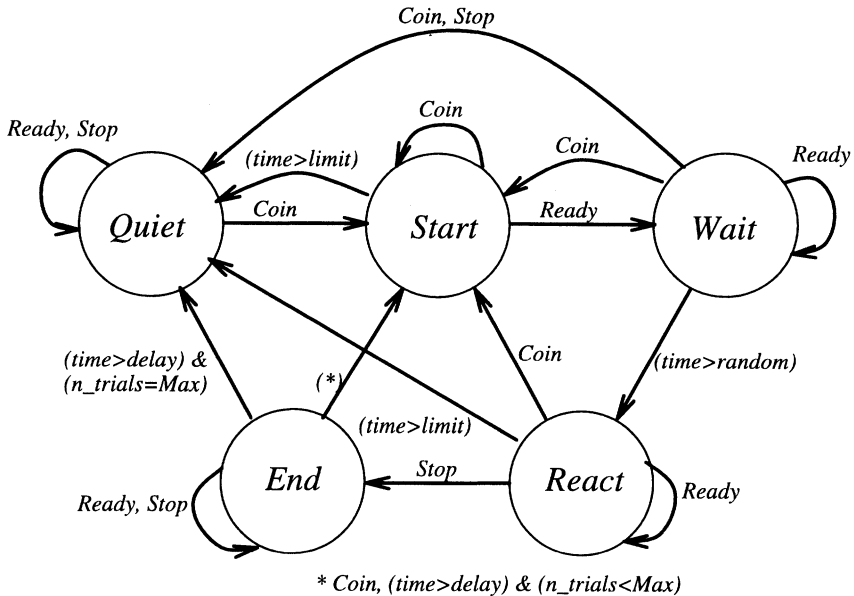 Coin, Stop
Coin
Ready, Stop
(time>limit)
Coin
Ready
Quiet
Coin
Start
Ready
Wait
(time>delay) &
(n_trials=Max)
(*)
Coin
(time>random)
(time>limit)
End
Stop
React
Ready
Ready, Stop
* Coin, (time>delay) & (n_trials<Max)